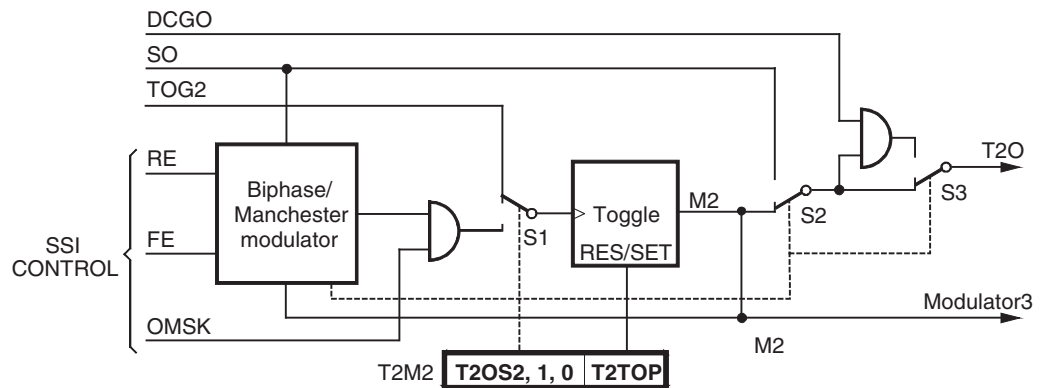 DCGO
SO
TOG2
RE
FE
SSI
CONTROL
OMSK
Biphase/
Manchester
modulator
S1
Toggle
RES/SET
M2
S2
S3
T2O
Modulator3
M2
T2M2
T2OS2, 1, 0
T2TOP